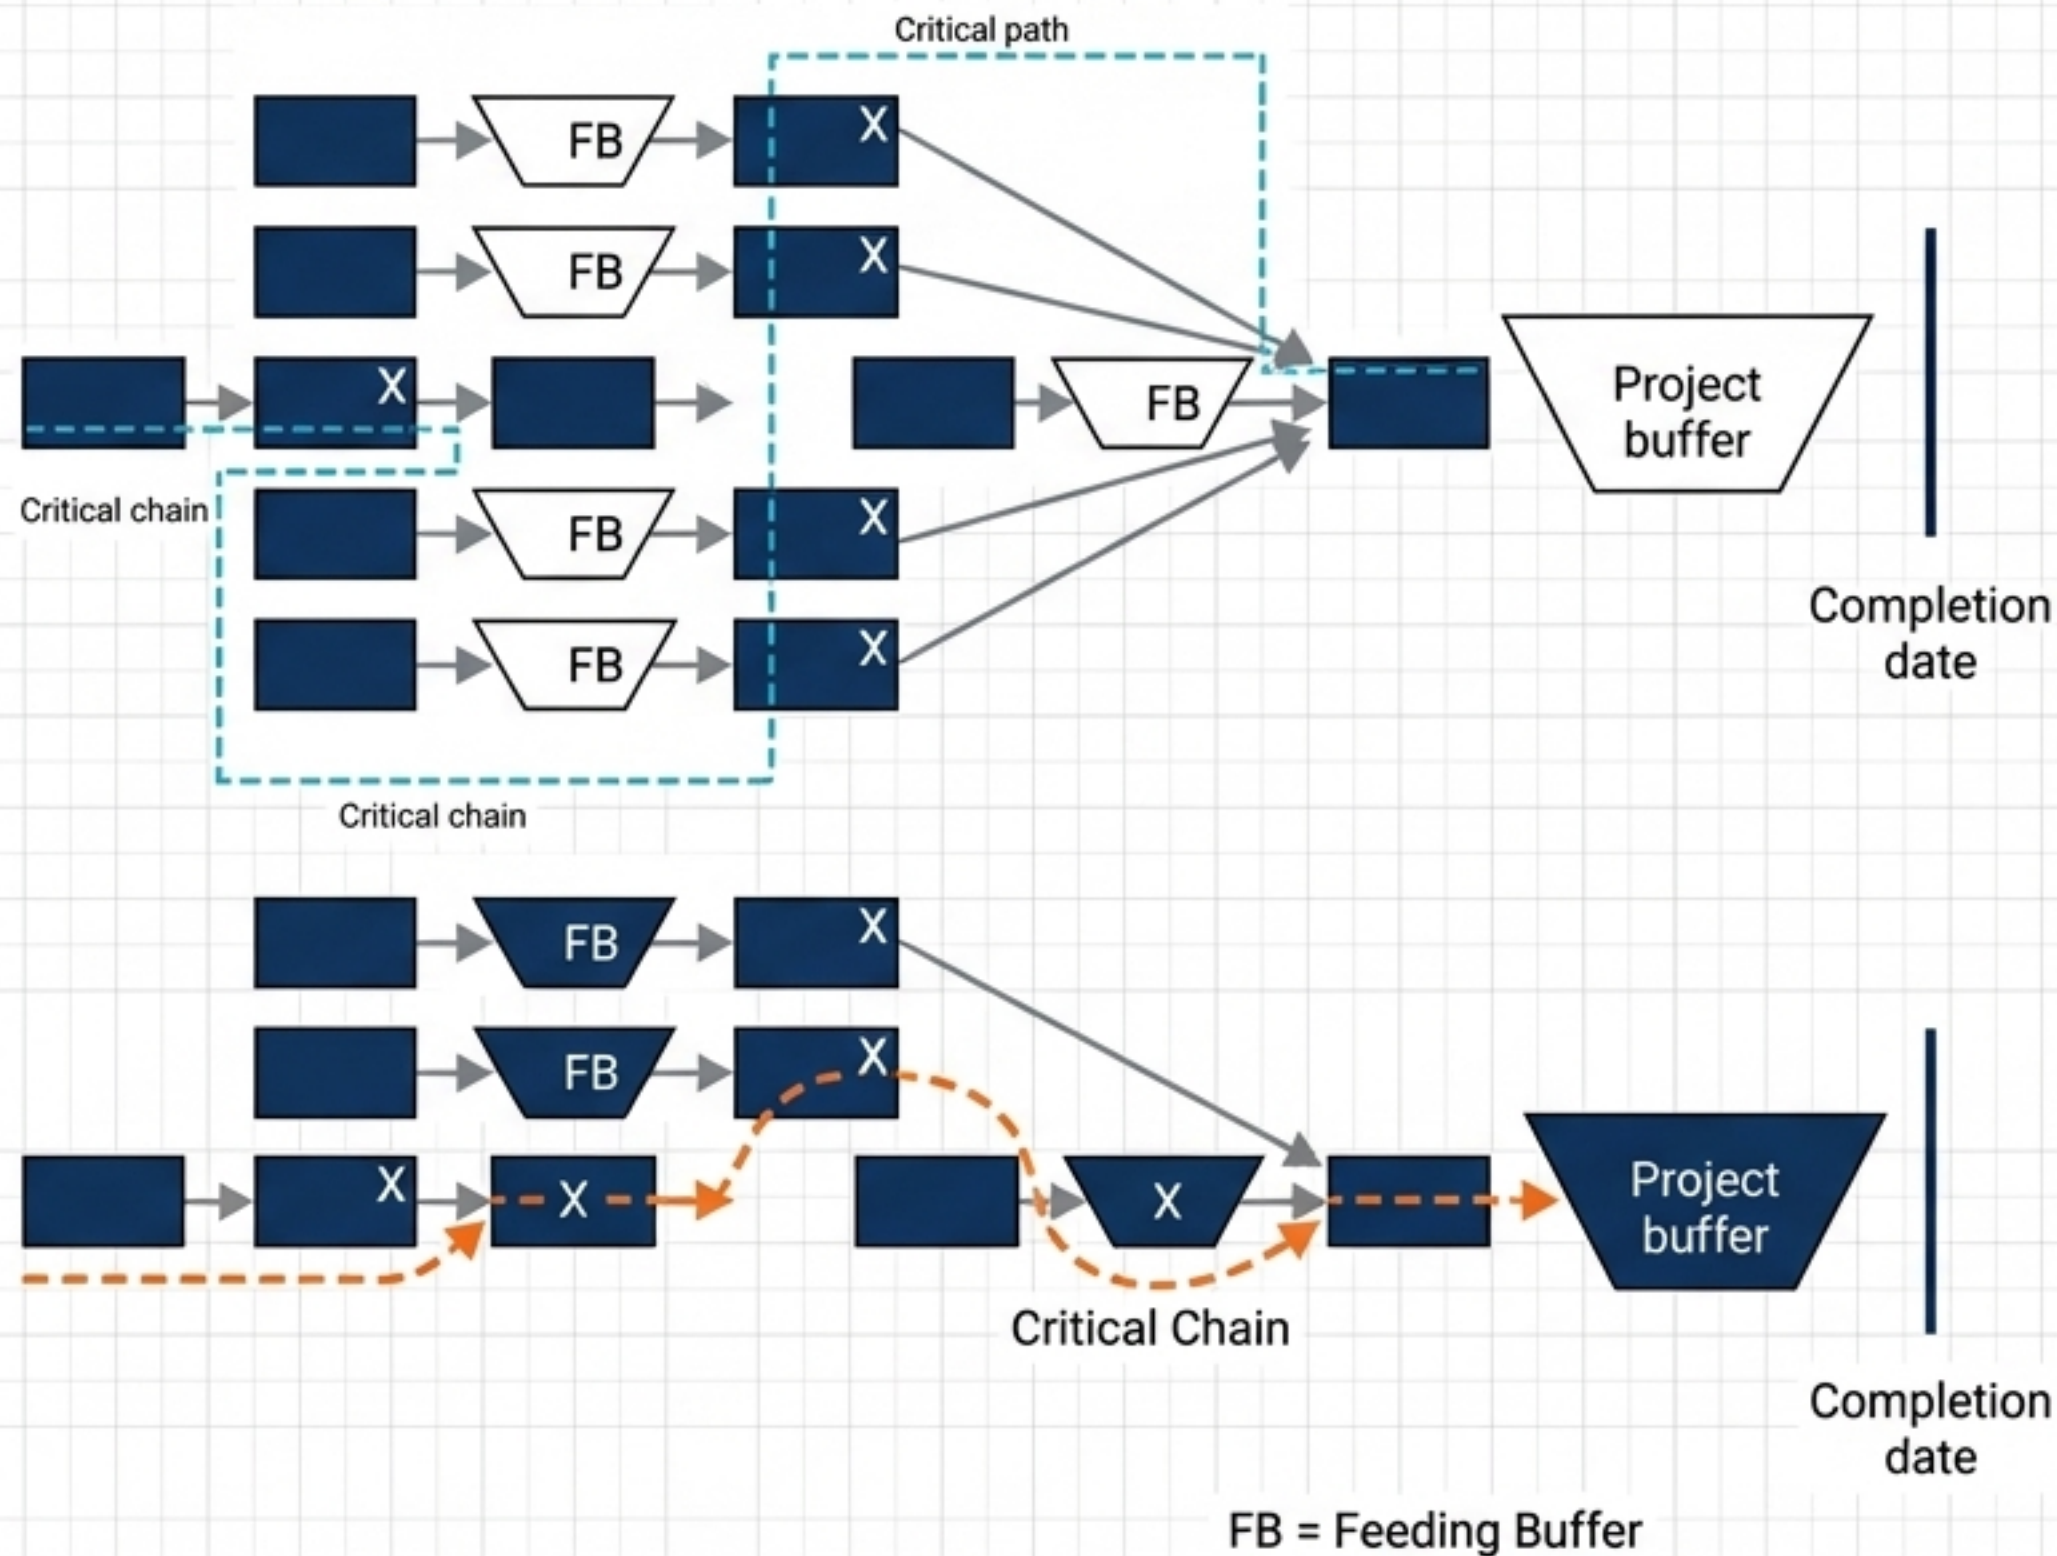 Critical path
FB
X
FB
X
X
FB
Project
buffer
Critical chain
FB
X
Completion
date
FB
X
Critical chain
FB
X
FB
X
X
X
X
Project
buffer
Critical Chain
Completion
date
FB = Feeding Buffer